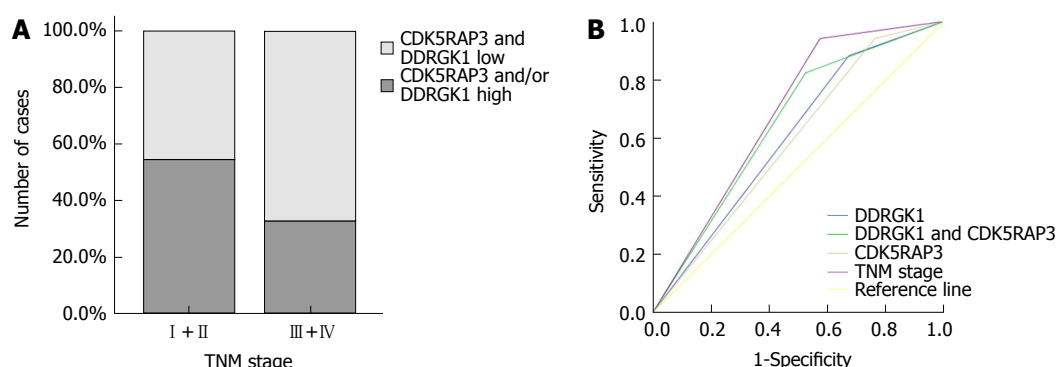 A
100.0%
80.0%
60.0%
40.0%
20.0%
0.0%
Number of cases
Ⅰ+Ⅱ
Ⅲ+Ⅳ
TNM stage
CDK5RAP3 and
DDRGK1 low
CDK5RAP3 and/or
DDRGK1 high
B
1.0
0.8
0.6
0.4
0.2
0.0
Sensitivity
0.0 0.2 0.4 0.6 0.8 1.0
1-Specificity
DDRGK1
DDRGK1 and CDK5RAP3
CDK5RAP3
TNM stage
Reference line